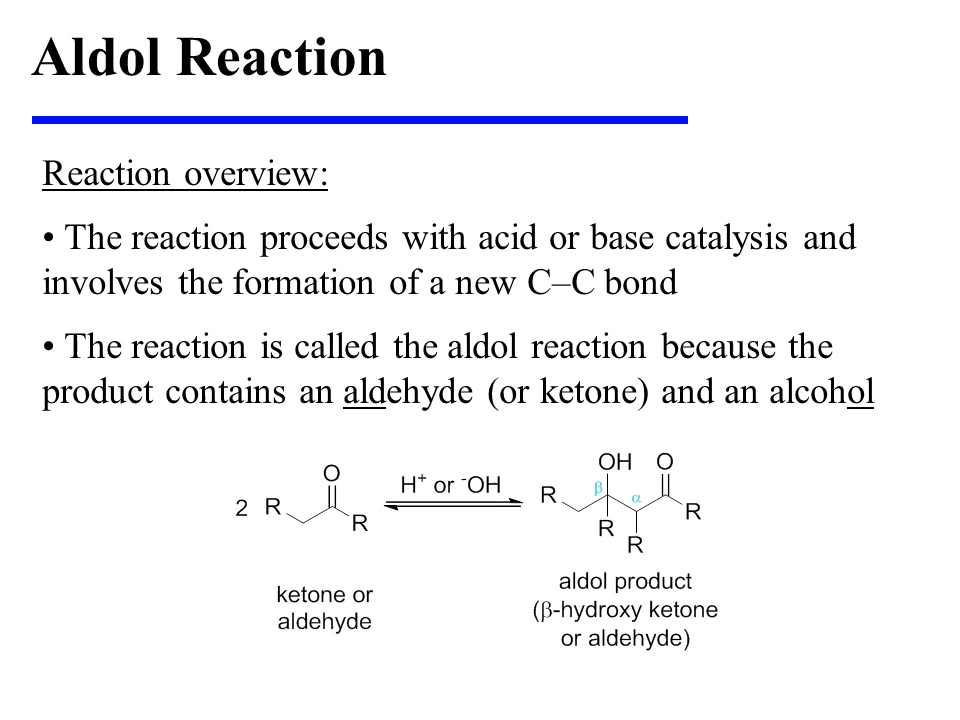 Aldol Reaction
Reaction overview:
• The reaction proceeds with acid or base catalysis and
involves the formation of a new C–C bond
• The reaction is called the aldol reaction because the
product contains an aldehyde (or ketone) and an alcohol
2 R O R
H⁺ or ⁻OH
OH O
R β α R
R R
ketone or
aldehyde
aldol product
(β-hydroxy ketone
or aldehyde)